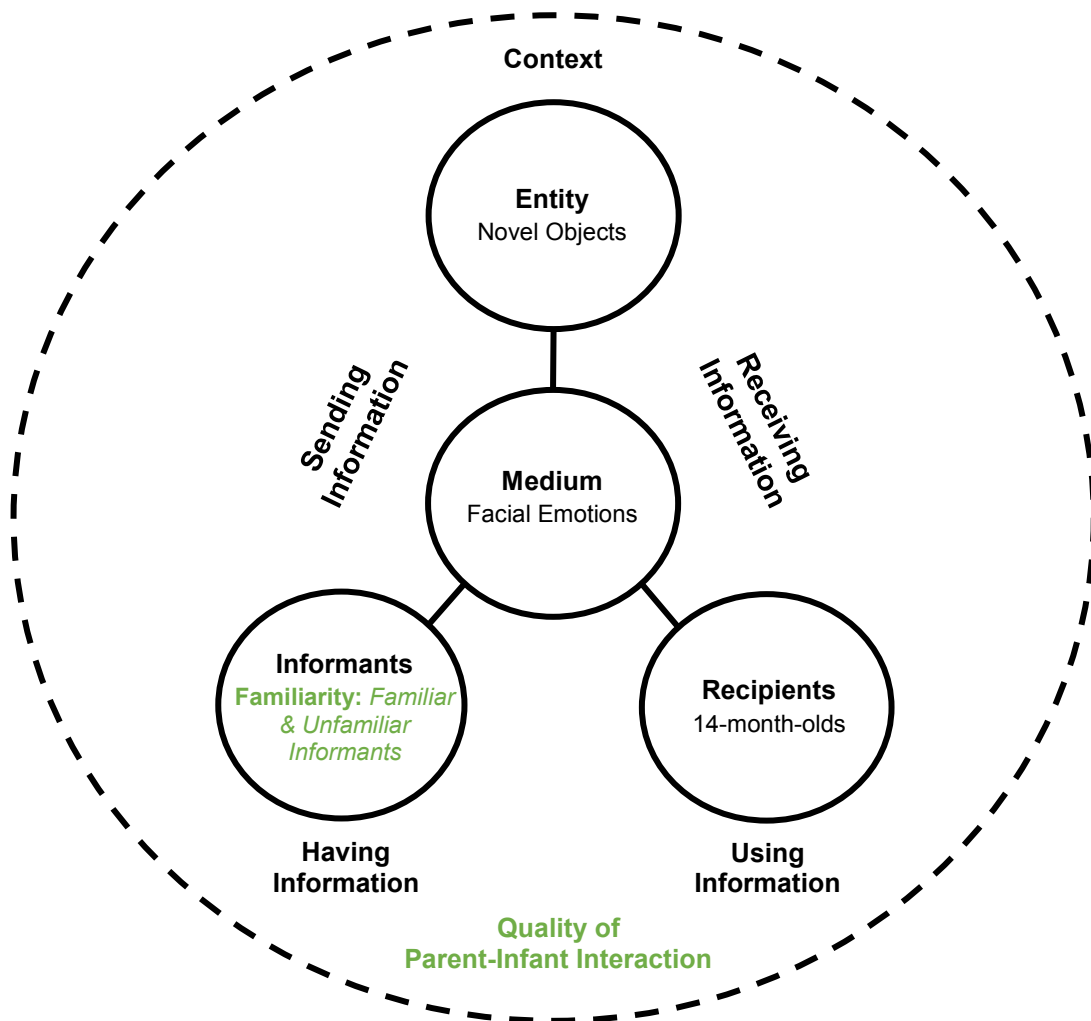 Context
Entity
Novel Objects
Sending
Information
Receiving
Information
Medium
Facial Emotions
Informants
Familiarity: Familiar
& Unfamiliar
Informants
Recipients
14-month-olds
Having
Information
Using
Information
Quality of
Parent-Infant Interaction